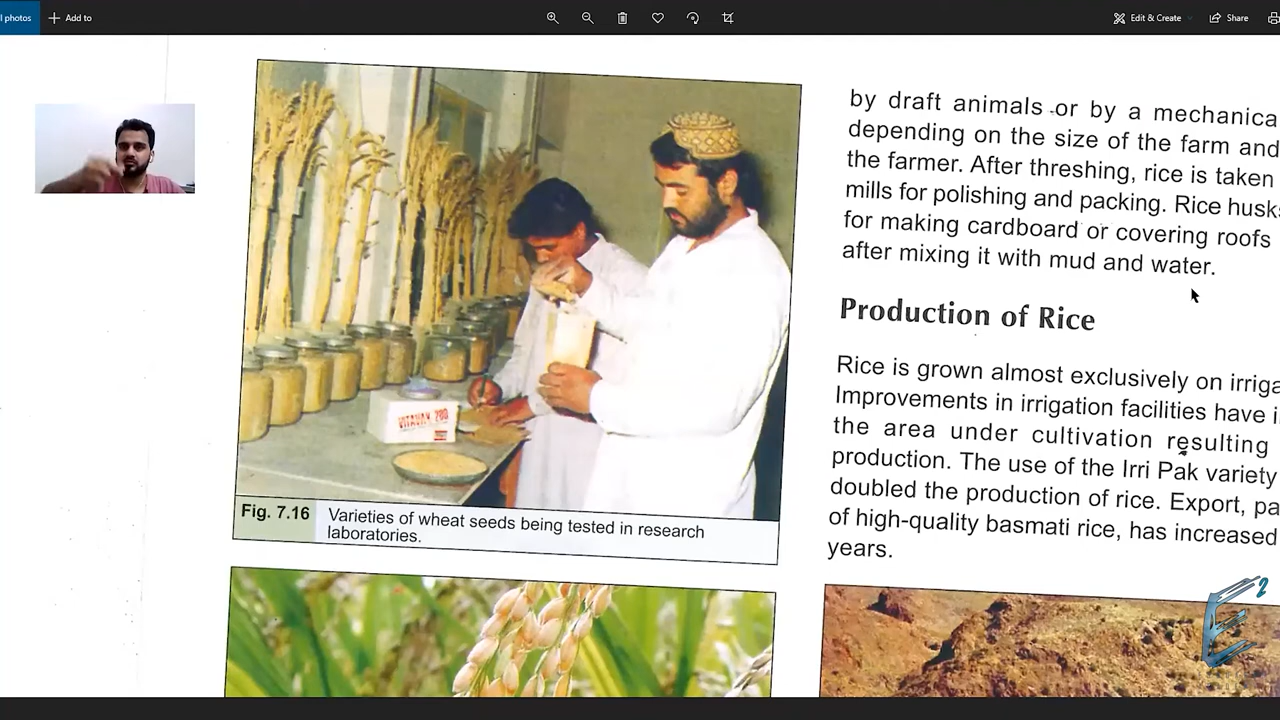 l photos
Add to
Edit & Create
Share
by draft animals or by a mechanica
depending on the size of the farm and
the farmer. After threshing, rice is taken
mills for polishing and packing. Rice husks
for making cardboard or covering roofs
after mixing it with mud and water.
Production of Rice
Rice is grown almost exclusively on irriga
Improvements in irrigation facilities have i
the area under cultivation resulting
production. The use of the Irri Pak variety
doubled the production of rice. Export, pa
of high-quality basmati rice, has increased
years.
VITAVAX 200
Fig. 7.16
Varieties of wheat seeds being tested in research
laboratories.
E2